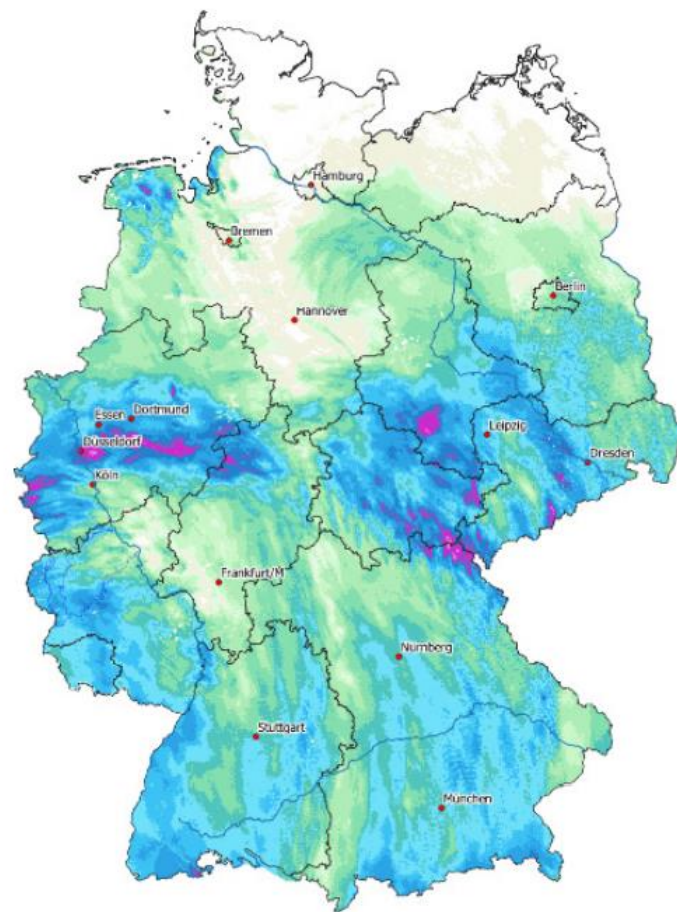 Hamburg
Bremen
Berlin
Hannover
Dortmund
Essen
Düsseldorf
Leipzig
Dresden
Köln
Frankfurt/M
Nürnberg
Stuttgart
München